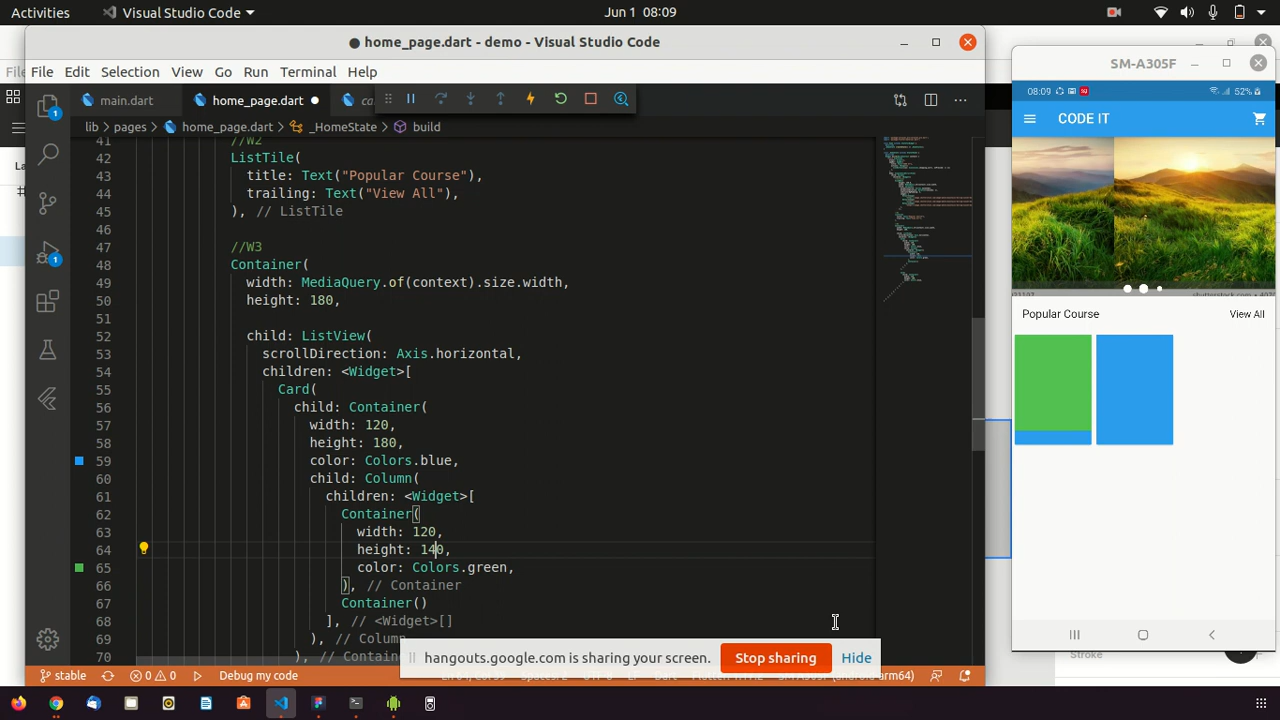 Activities
Visual Studio Code
Jun 1 08:09
home_page.dart - demo - Visual Studio Code
File Edit Selection View Go Run Terminal Help
main.dart
home_page.dart
lib pages home_page.dart _HomeState build
41 //W2
42 ListTile(
43 title: Text("Popular Course"),
44 trailing: Text("View All"),
45 ), // ListTile
46
47 //W3
48 Container(
49 width: MediaQuery.of(context).size.width,
50 height: 180,
51
52 child: ListView(
53 scrollDirection: Axis.horizontal,
54 children: <Widget>[
55 Card(
56 child: Container(
57 width: 120,
58 height: 180,
59 color: Colors.blue,
60 child: Column(
61 children: <Widget>[
62 Container(
63 width: 120,
64 height: 140,
65 color: Colors.green,
66 ), // Container
67 Container()
68 ], // <Widget>[]
69 ), // Column
70 ), // Container
1
1
hangouts.google.com is sharing your screen. Stop sharing Hide
stable 0 0 Debug my code
SM-A305F
08:09 52%
CODE IT
Popular Course View All
Stroke